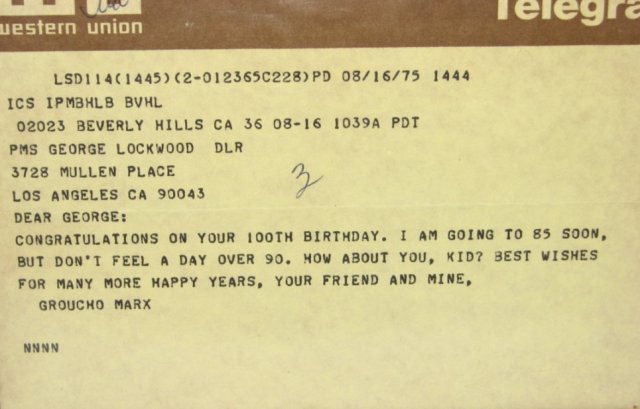 Telegra
western union
LSD114(1445)(2-012365C228)PD 08/16/75 1444
ICS IPMBHLB BVHL
02023 BEVERLY HILLS CA 36 08-16 1039A PDT
PMS GEORGE LOCKWOOD DLR
3728 MULLEN PLACE
3
LOS ANGELES CA 90043
DEAR GEORGE:
CONGRATULATIONS ON YOUR 100TH BIRTHDAY. I AM GOING TO 85 SOON,
BUT DON'T FEEL A DAY OVER 90. HOW ABOUT YOU, KID? BEST WISHES
FOR MANY MORE HAPPY YEARS, YOUR FRIEND AND MINE,
GROUCHO MARX
NNNN